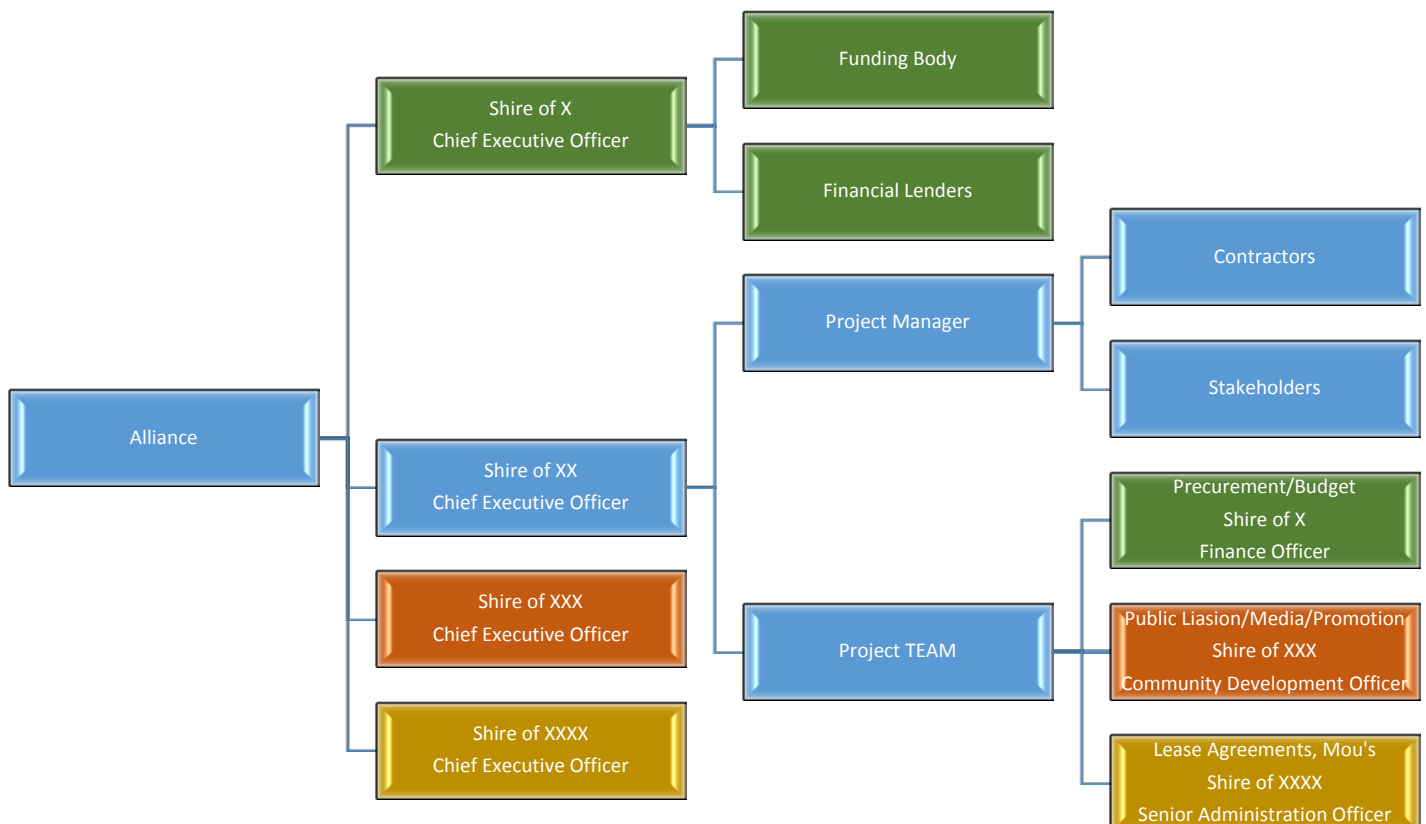 Funding Body
Shire of X
Chief Executive Officer
Financial Lenders
Contractors
Project Manager
Stakeholders
Alliance
Shire of XX
Chief Executive Officer
Precurement/Budget
Shire of X
Finance Officer
Shire of XXX
Chief Executive Officer
Project TEAM
Public Liasion/Media/Promotion
Shire of XXX
Community Development Officer
Shire of XXXX
Chief Executive Officer
Lease Agreements, Mou's
Shire of XXXX
Senior Administration Officer